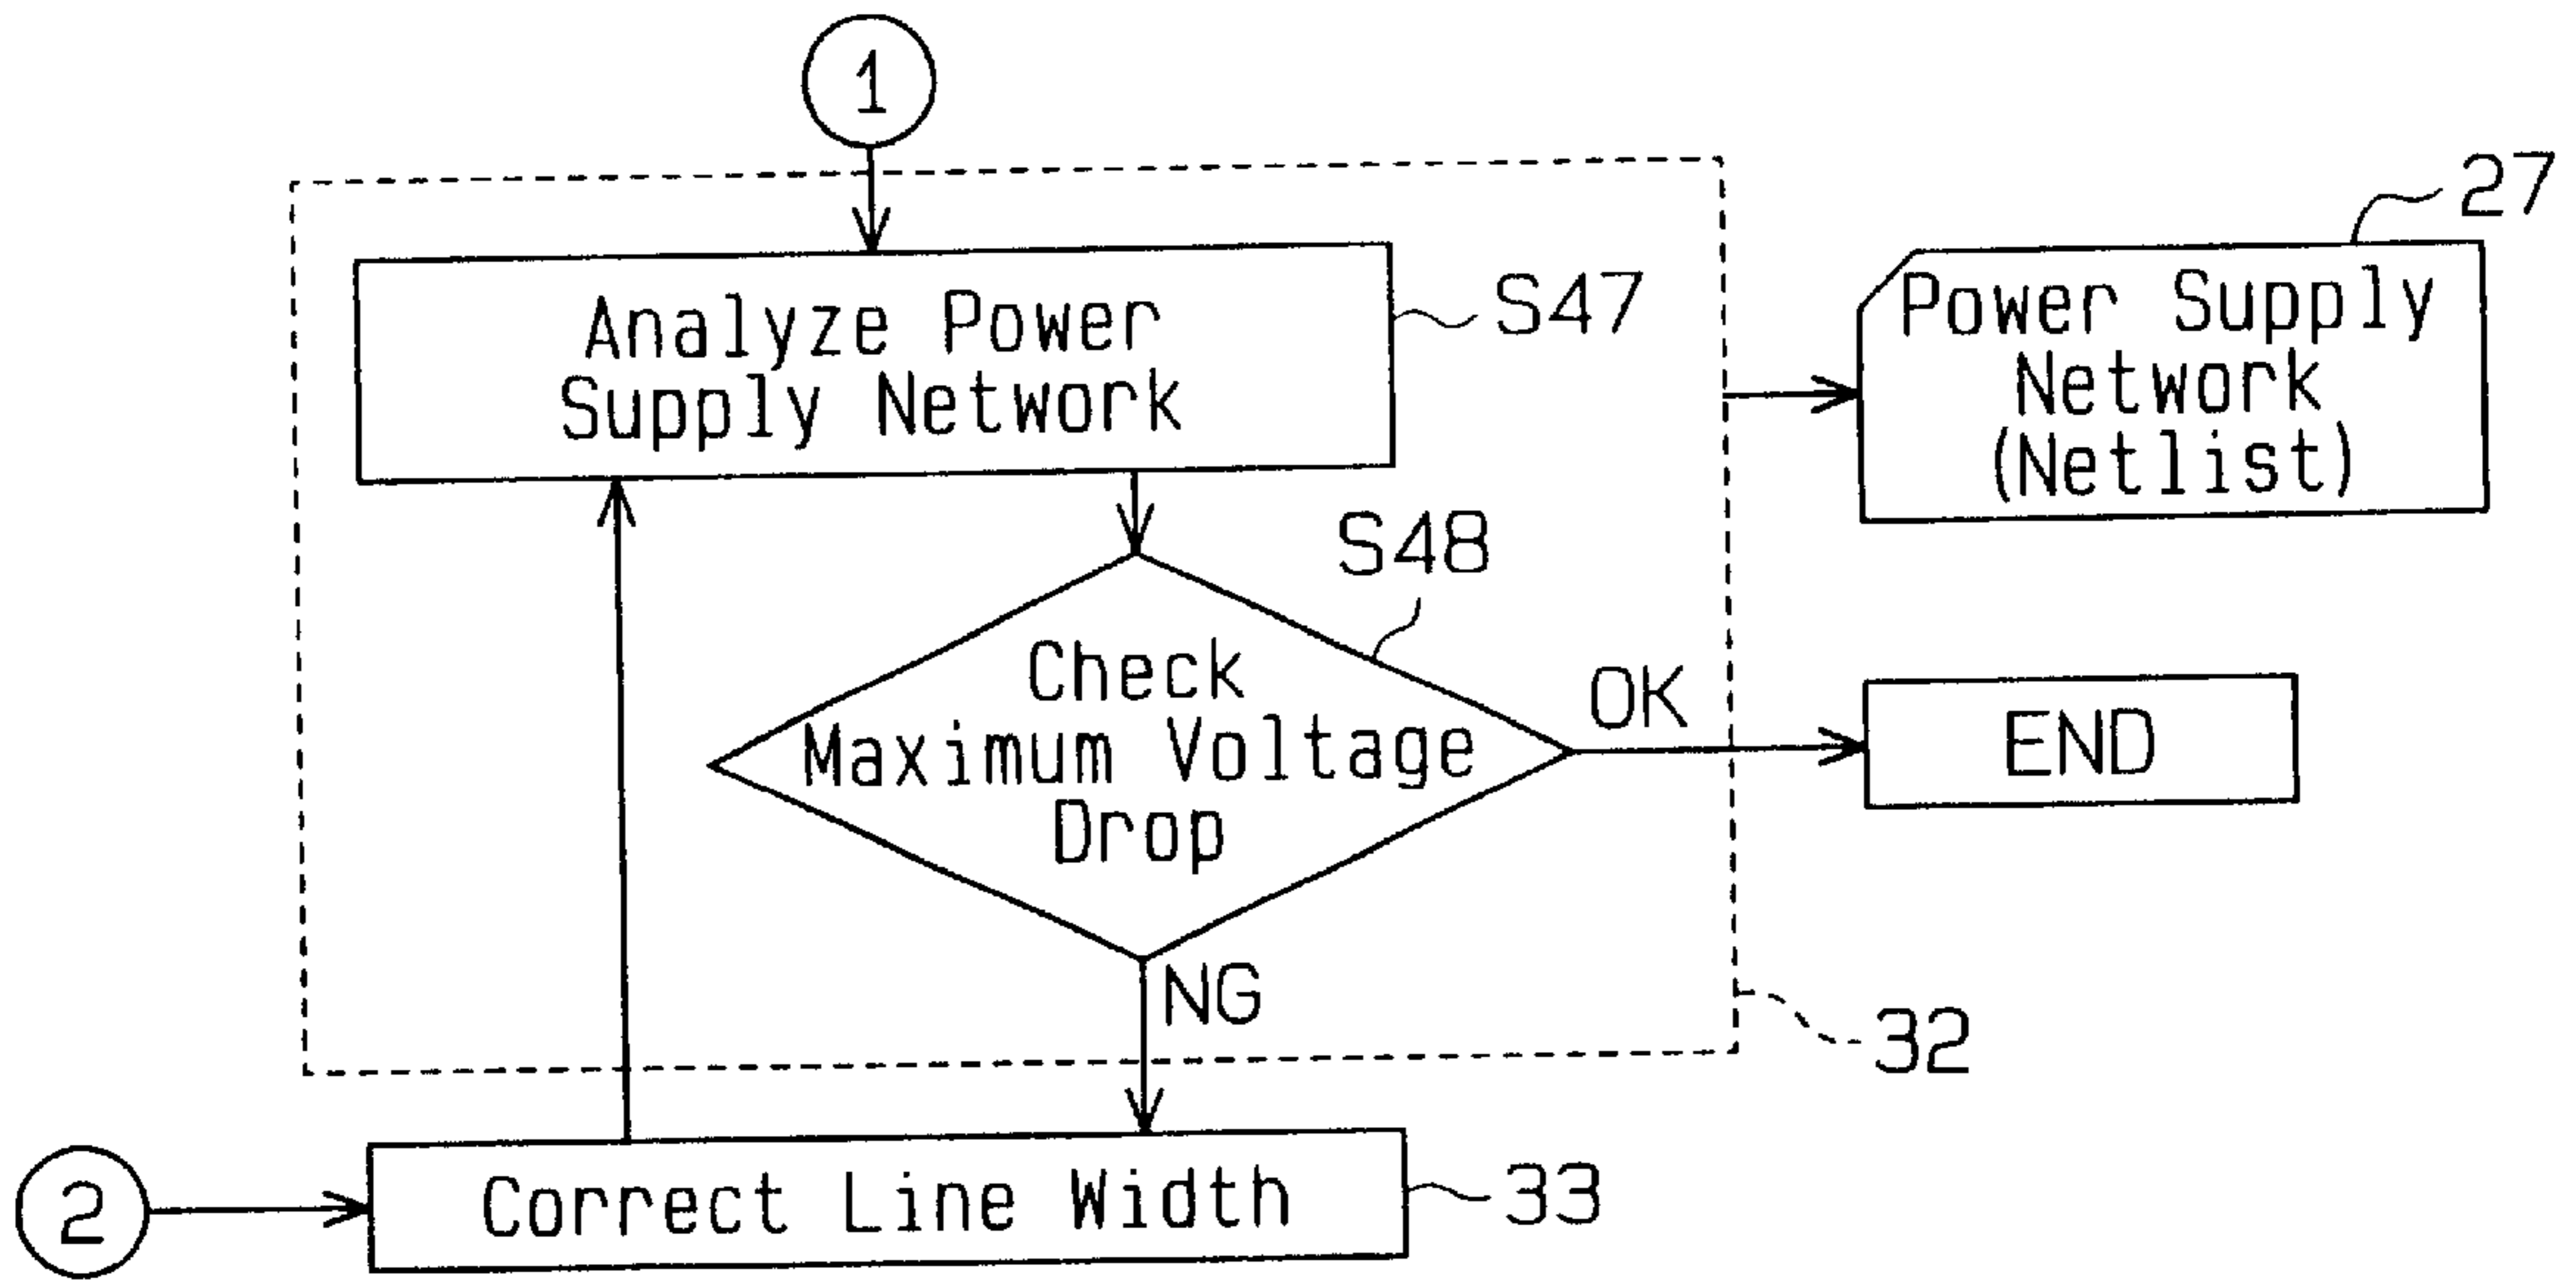 1
27
Analyze Power
Supply Network
S47
Power Supply
Network
(Netlist)
S48
Check
Maximum Voltage
Drop
OK
END
NG
32
2
Correct Line Width
33